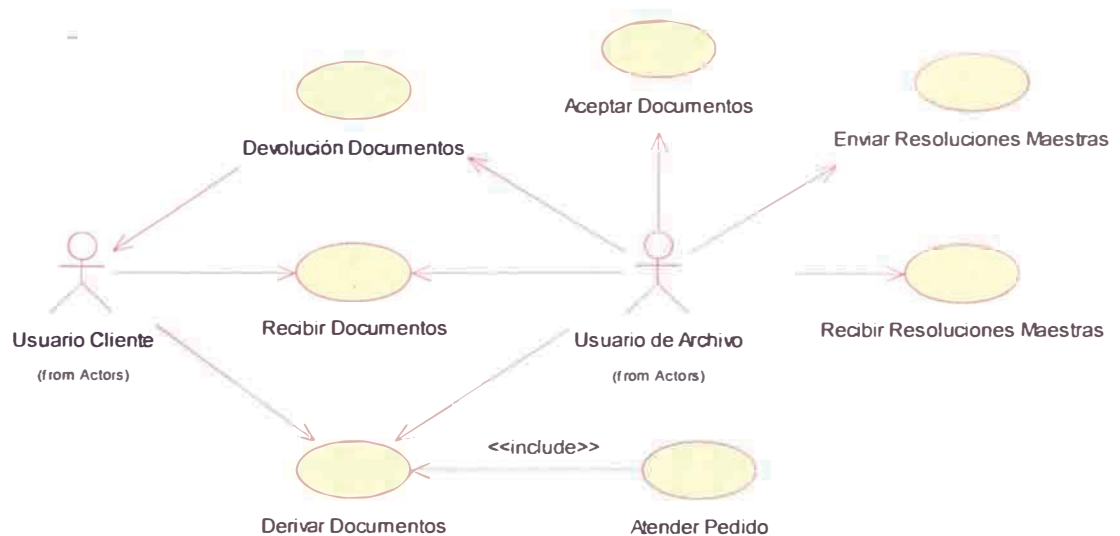 Aceptar Documentos
Enviar Resoluciones Maestras
Devolución Documentos
Usuario Cliente
(from Actors)
Recibir Documentos
Usuario de Archivo
(from Actors)
Recibir Resoluciones Maestras
<<include>>
Derivar Documentos
Atender Pedido